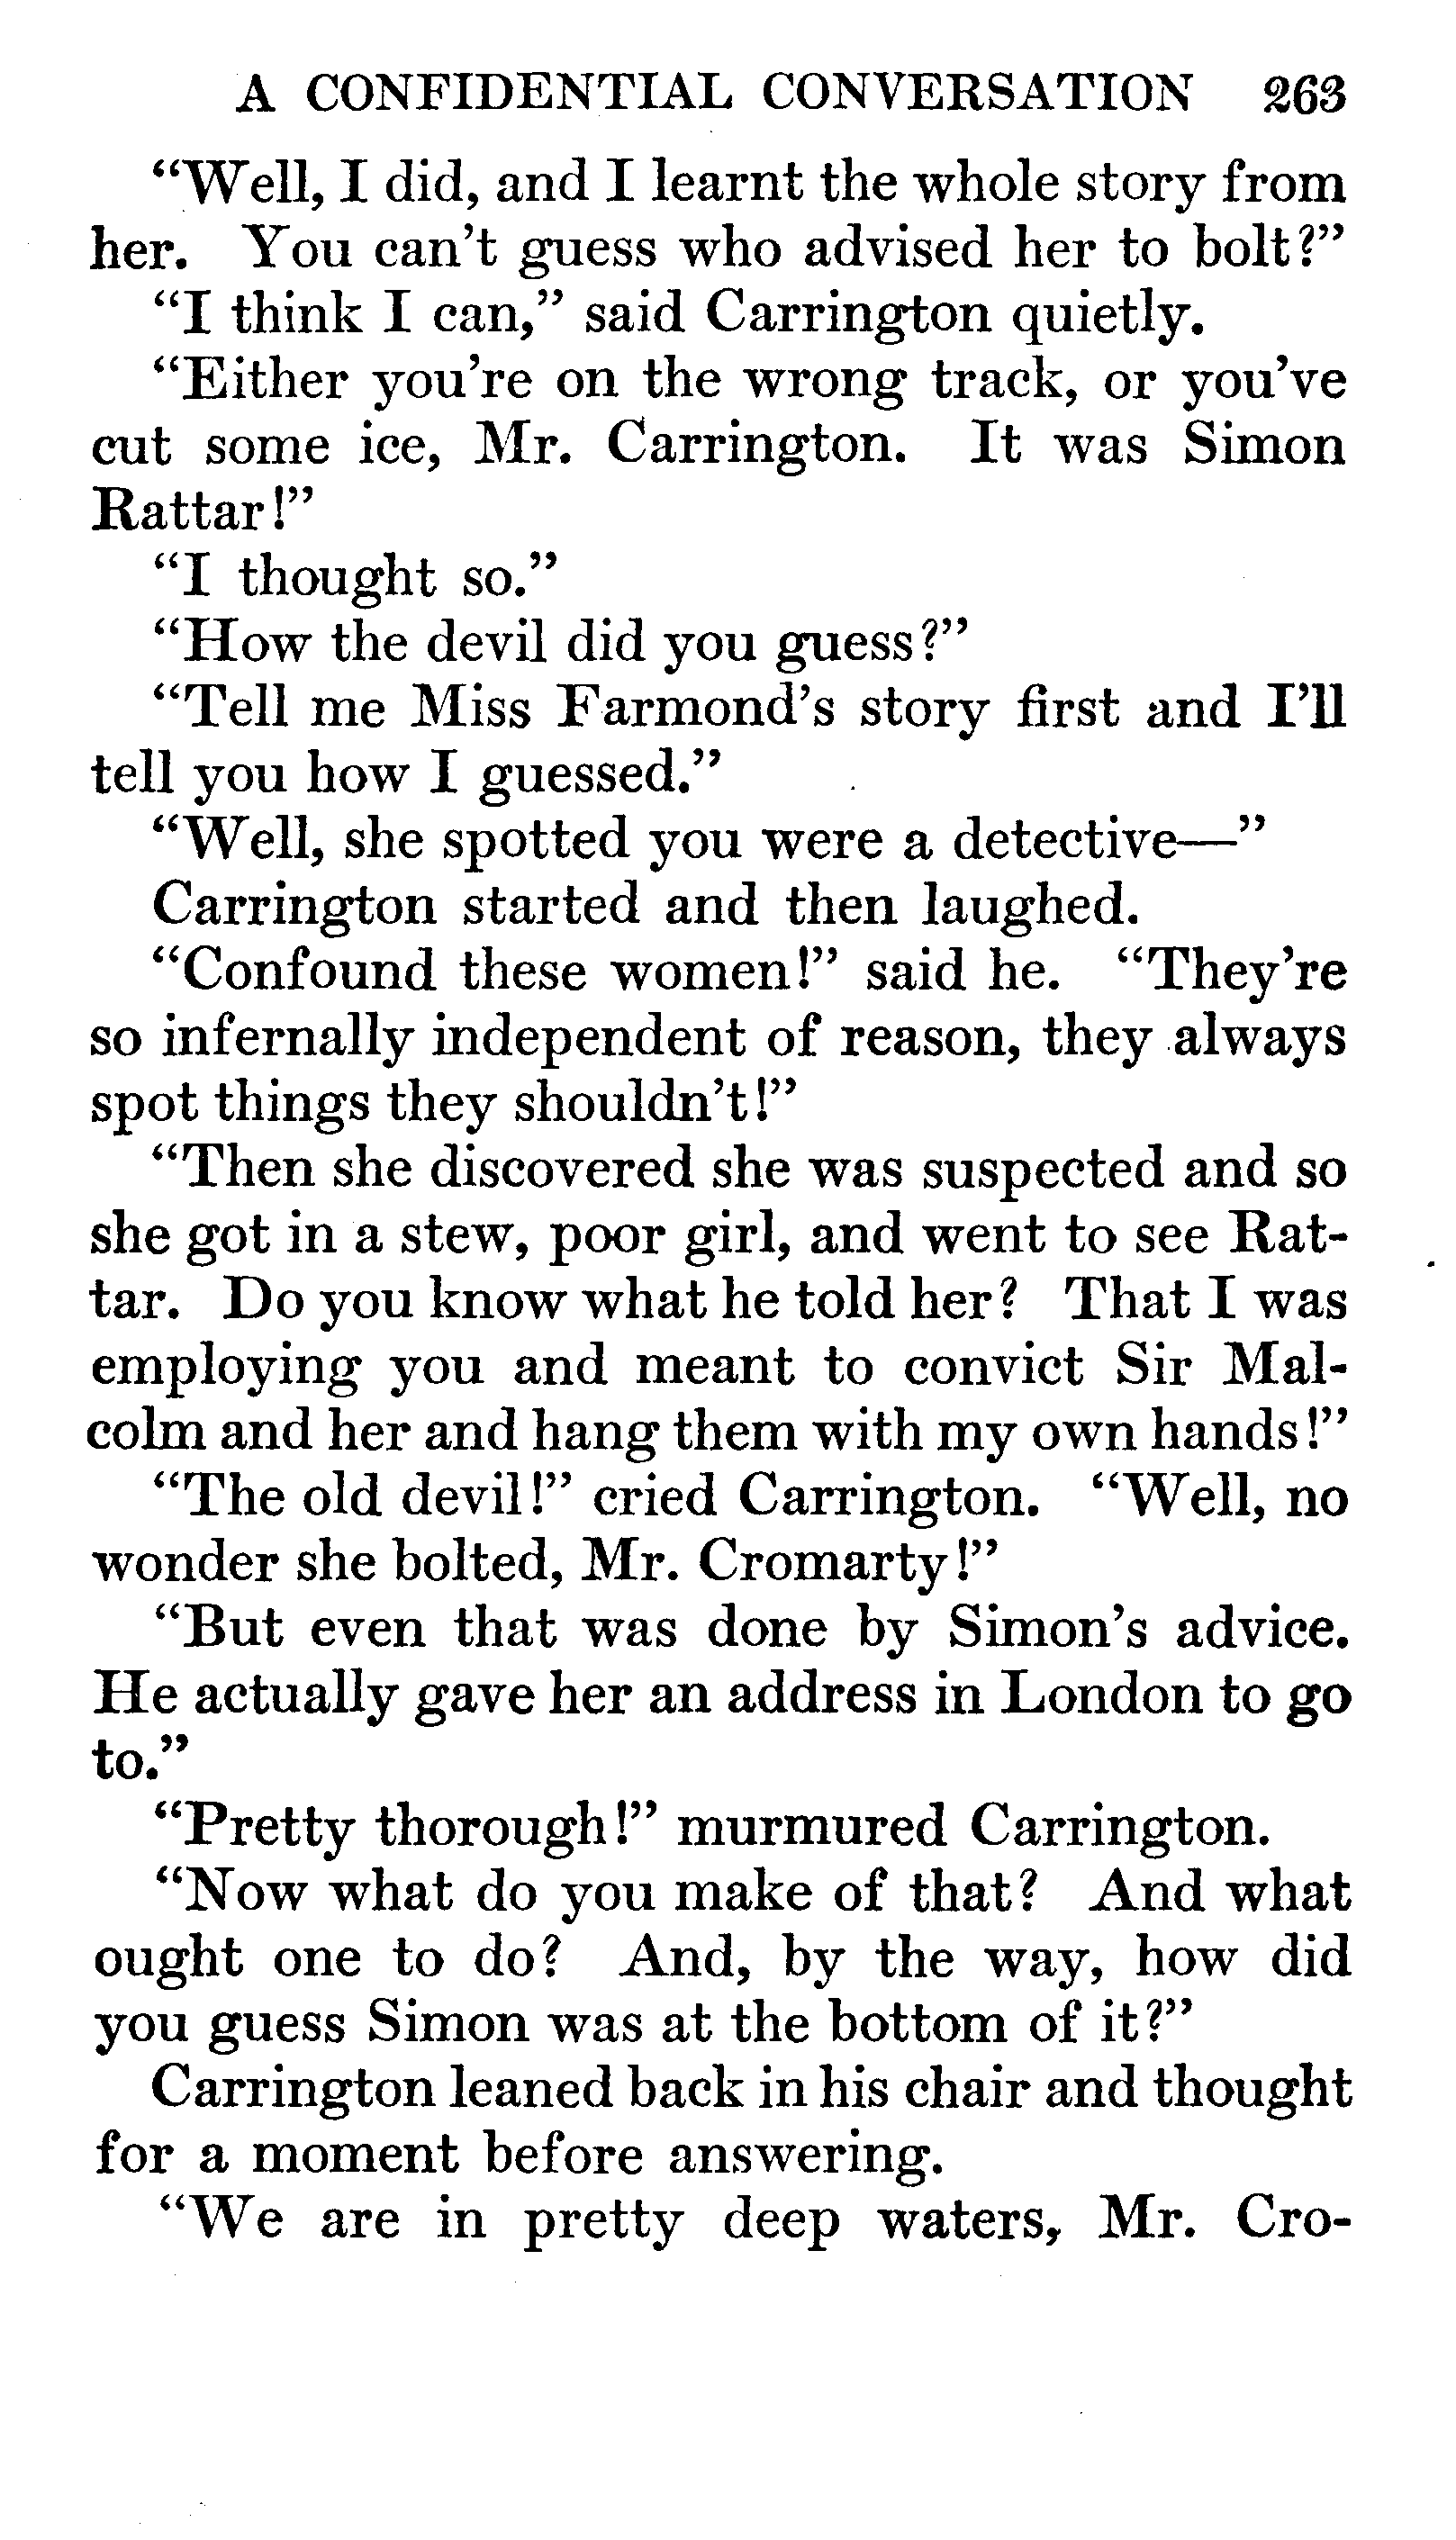 A CONFIDENTIAL CONVERSATION 263
“Well, I did, and I learnt the whole story from
her. You can’t guess who advised her to bolt?”
“I think I can,” said Carrington quietly.
“Either you’re on the wrong track, or you’ve
cut some ice, Mr. Carrington. It was Simon
Rattar!”
“I thought so.”
“How the devil did you guess?”
“Tell me Miss Farmond’s story first and I’ll
tell you how I guessed.”
“Well, she spotted you were a detective—”
Carrington started and then laughed.
“Confound these women!” said he. “They’re
so infernally independent of reason, they always
spot things they shouldn’t!”
“Then she discovered she was suspected and so
she got in a stew, poor girl, and went to see Rat-
tar. Do you know what he told her? That I was
employing you and meant to convict Sir Mal-
colm and her and hang them with my own hands!”
“The old devil!” cried Carrington. “Well, no
wonder she bolted, Mr. Cromarty!”
“But even that was done by Simon’s advice.
He actually gave her an address in London to go
to.”
“Pretty thorough!” murmured Carrington.
“Now what do you make of that? And what
ought one to do? And, by the way, how did
you guess Simon was at the bottom of it?”
Carrington leaned back in his chair and thought
for a moment before answering.
“We are in pretty deep waters, Mr. Cro-